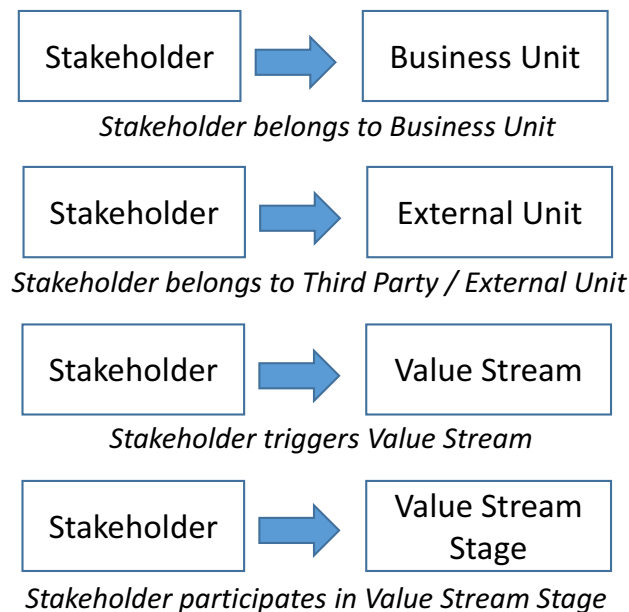 Stakeholder
Business Unit
Stakeholder belongs to Business Unit
Stakeholder
External Unit
Stakeholder belongs to Third Party / External Unit
Stakeholder
Value Stream
Stakeholder triggers Value Stream
Stakeholder
Value Stream
Stage
Stakeholder participates in Value Stream Stage